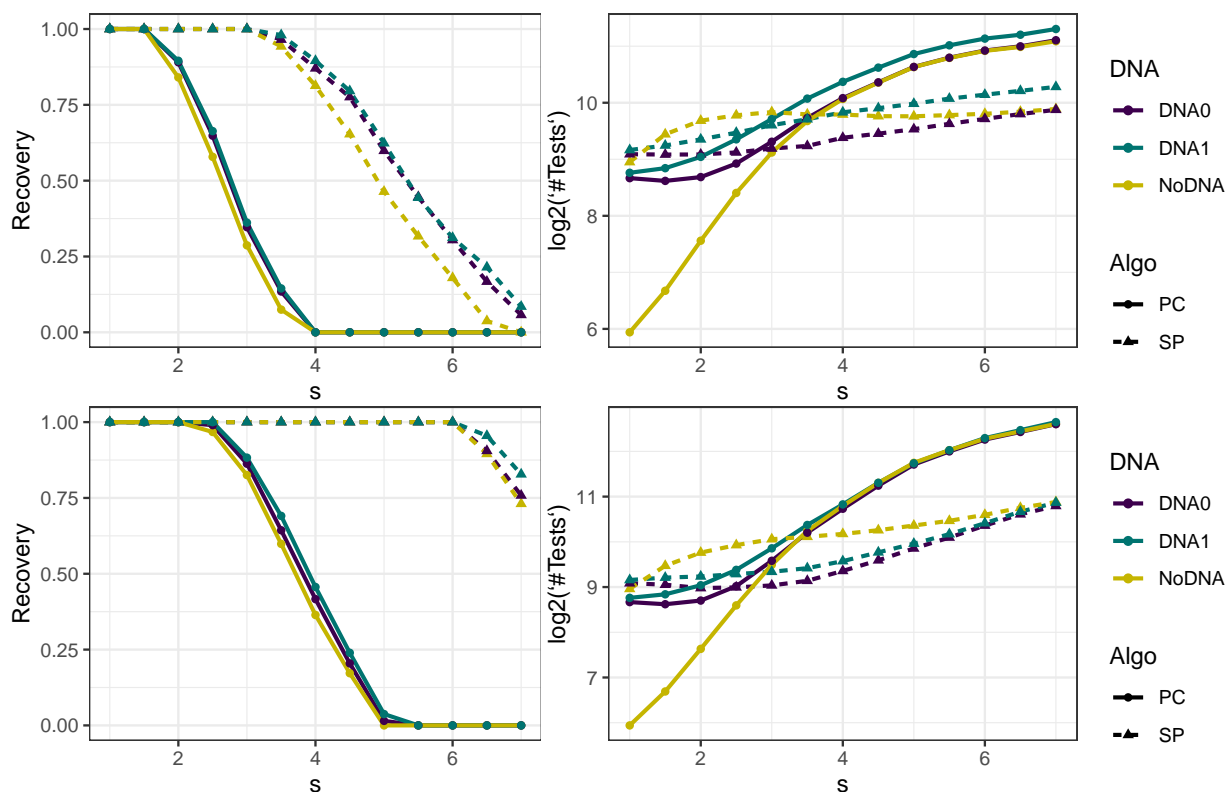 1.00
0.75
0.50
0.25
0.00
Recovery
2
4
6
s
10
8
6
log2(‘#Tests‘)
2
4
6
s
DNA
DNA0
DNA1
NoDNA
Algo
PC
SP
1.00
0.75
0.50
0.25
0.00
Recovery
2
4
6
s
11
9
7
log2(‘#Tests‘)
2
4
6
s
DNA
DNA0
DNA1
NoDNA
Algo
PC
SP